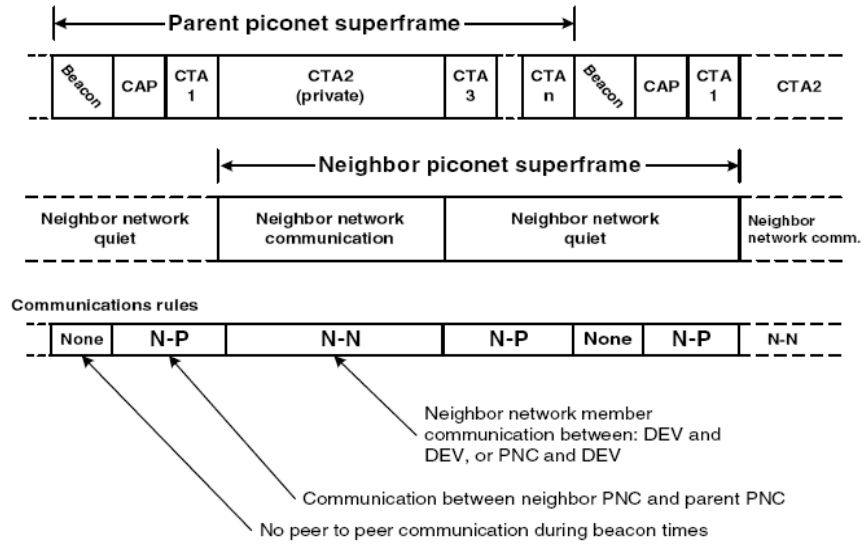 Parent piconet superframe
Beacon CAP CTA 1 CTA2 (private) CTA 3 CTA n Beacon CAP CTA 1 CTA2
Neighbor piconet superframe
Neighbor network quiet
Neighbor network communication
Neighbor network quiet
Neighbor network comm.
Communications rules
None N-P N-N N-P None N-P N-N
Neighbor network member
communication between: DEV and
DEV, or PNC and DEV
Communication between neighbor PNC and parent PNC
No peer to peer communication during beacon times